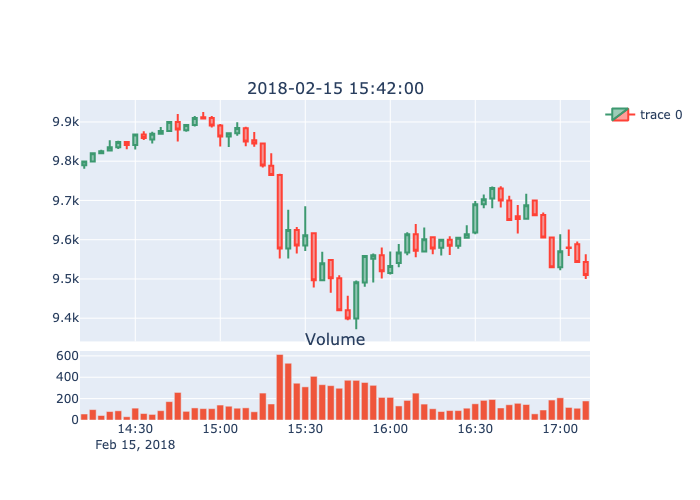 2018-02-15 15:42:00
trace 0
9.9k
9.8k
9.7k
9.6k
9.5k
9.4k
Volume
600
400
200
0
14:30
15:00
15:30
16:00
16:30
17:00
Feb 15, 2018